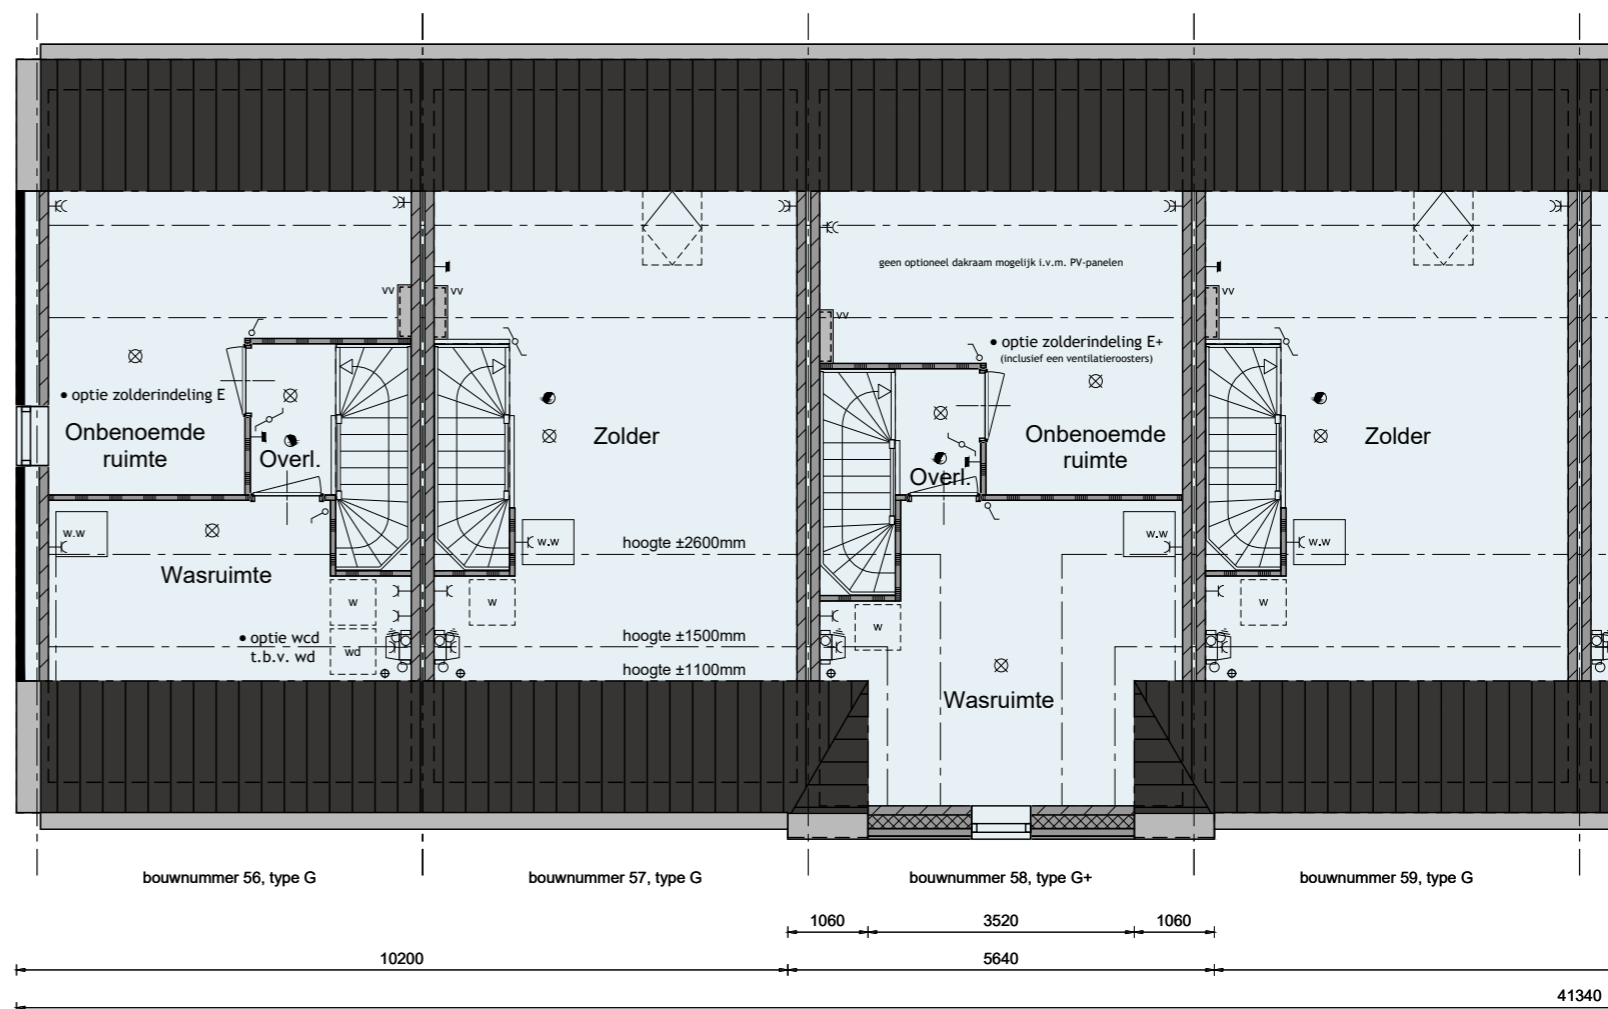 geen optioneel dakraam mogelijk i.v.m. PV-panelen
vv
vv
vv
vv
• optie zolderindeling E
Onbenoemde
ruimte
Overl.
Zolder
• optie zolderindeling E+
(inclusief een ventilatieroosters)
Onbenoemde
ruimte
Overl.
Zolder
w.w
w.w
w.w
w.w
hoogte ±2600mm
Wasruimte
w
w
w
w
• optie wcd
t.b.v. wd
wd
hoogte ±1500mm
hoogte ±1100mm
Wasruimte
bouwnummer 56, type G
bouwnummer 57, type G
bouwnummer 58, type G+
bouwnummer 59, type G
1060
3520
1060
10200
5640
41340